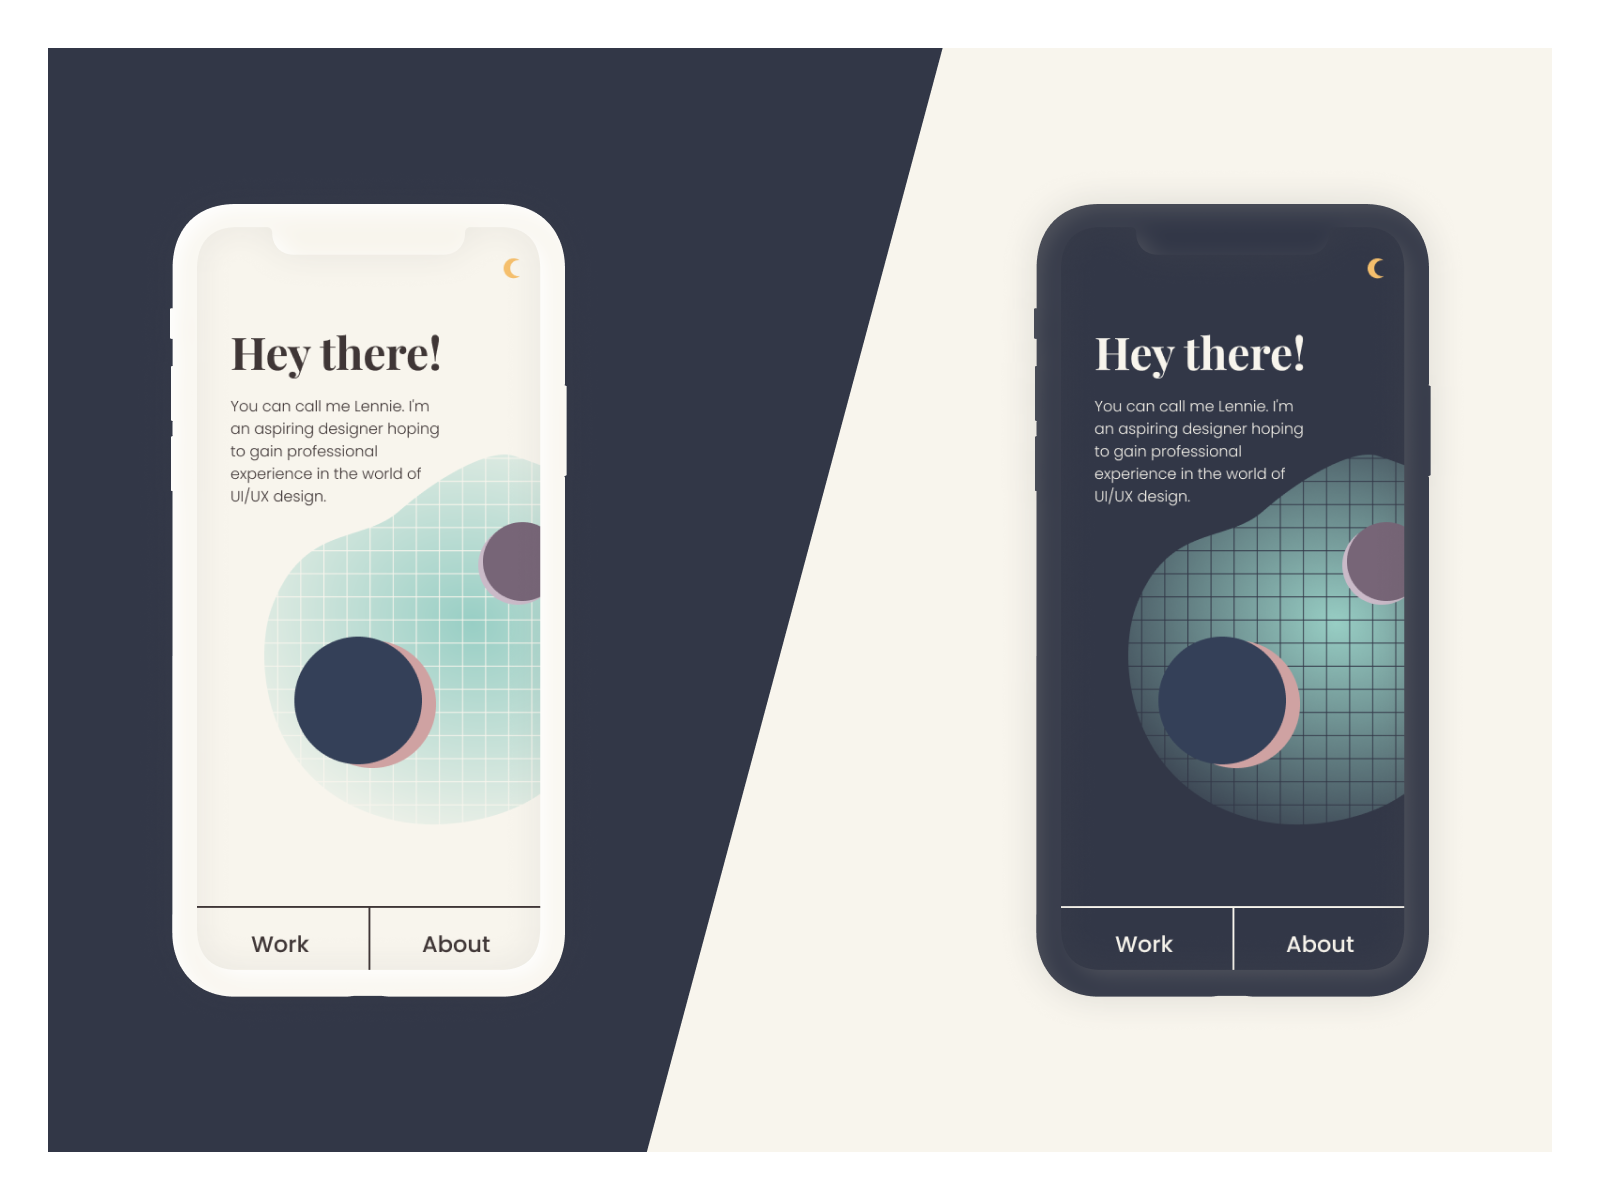 Hey there!
You can call me Lennie. I'm
an aspiring designer hoping
to gain professional
experience in the world of
UI/UX design.
Work
About
Hey there!
You can call me Lennie. I'm
an aspiring designer hoping
to gain professional
experience in the world of
UI/UX design.
Work
About